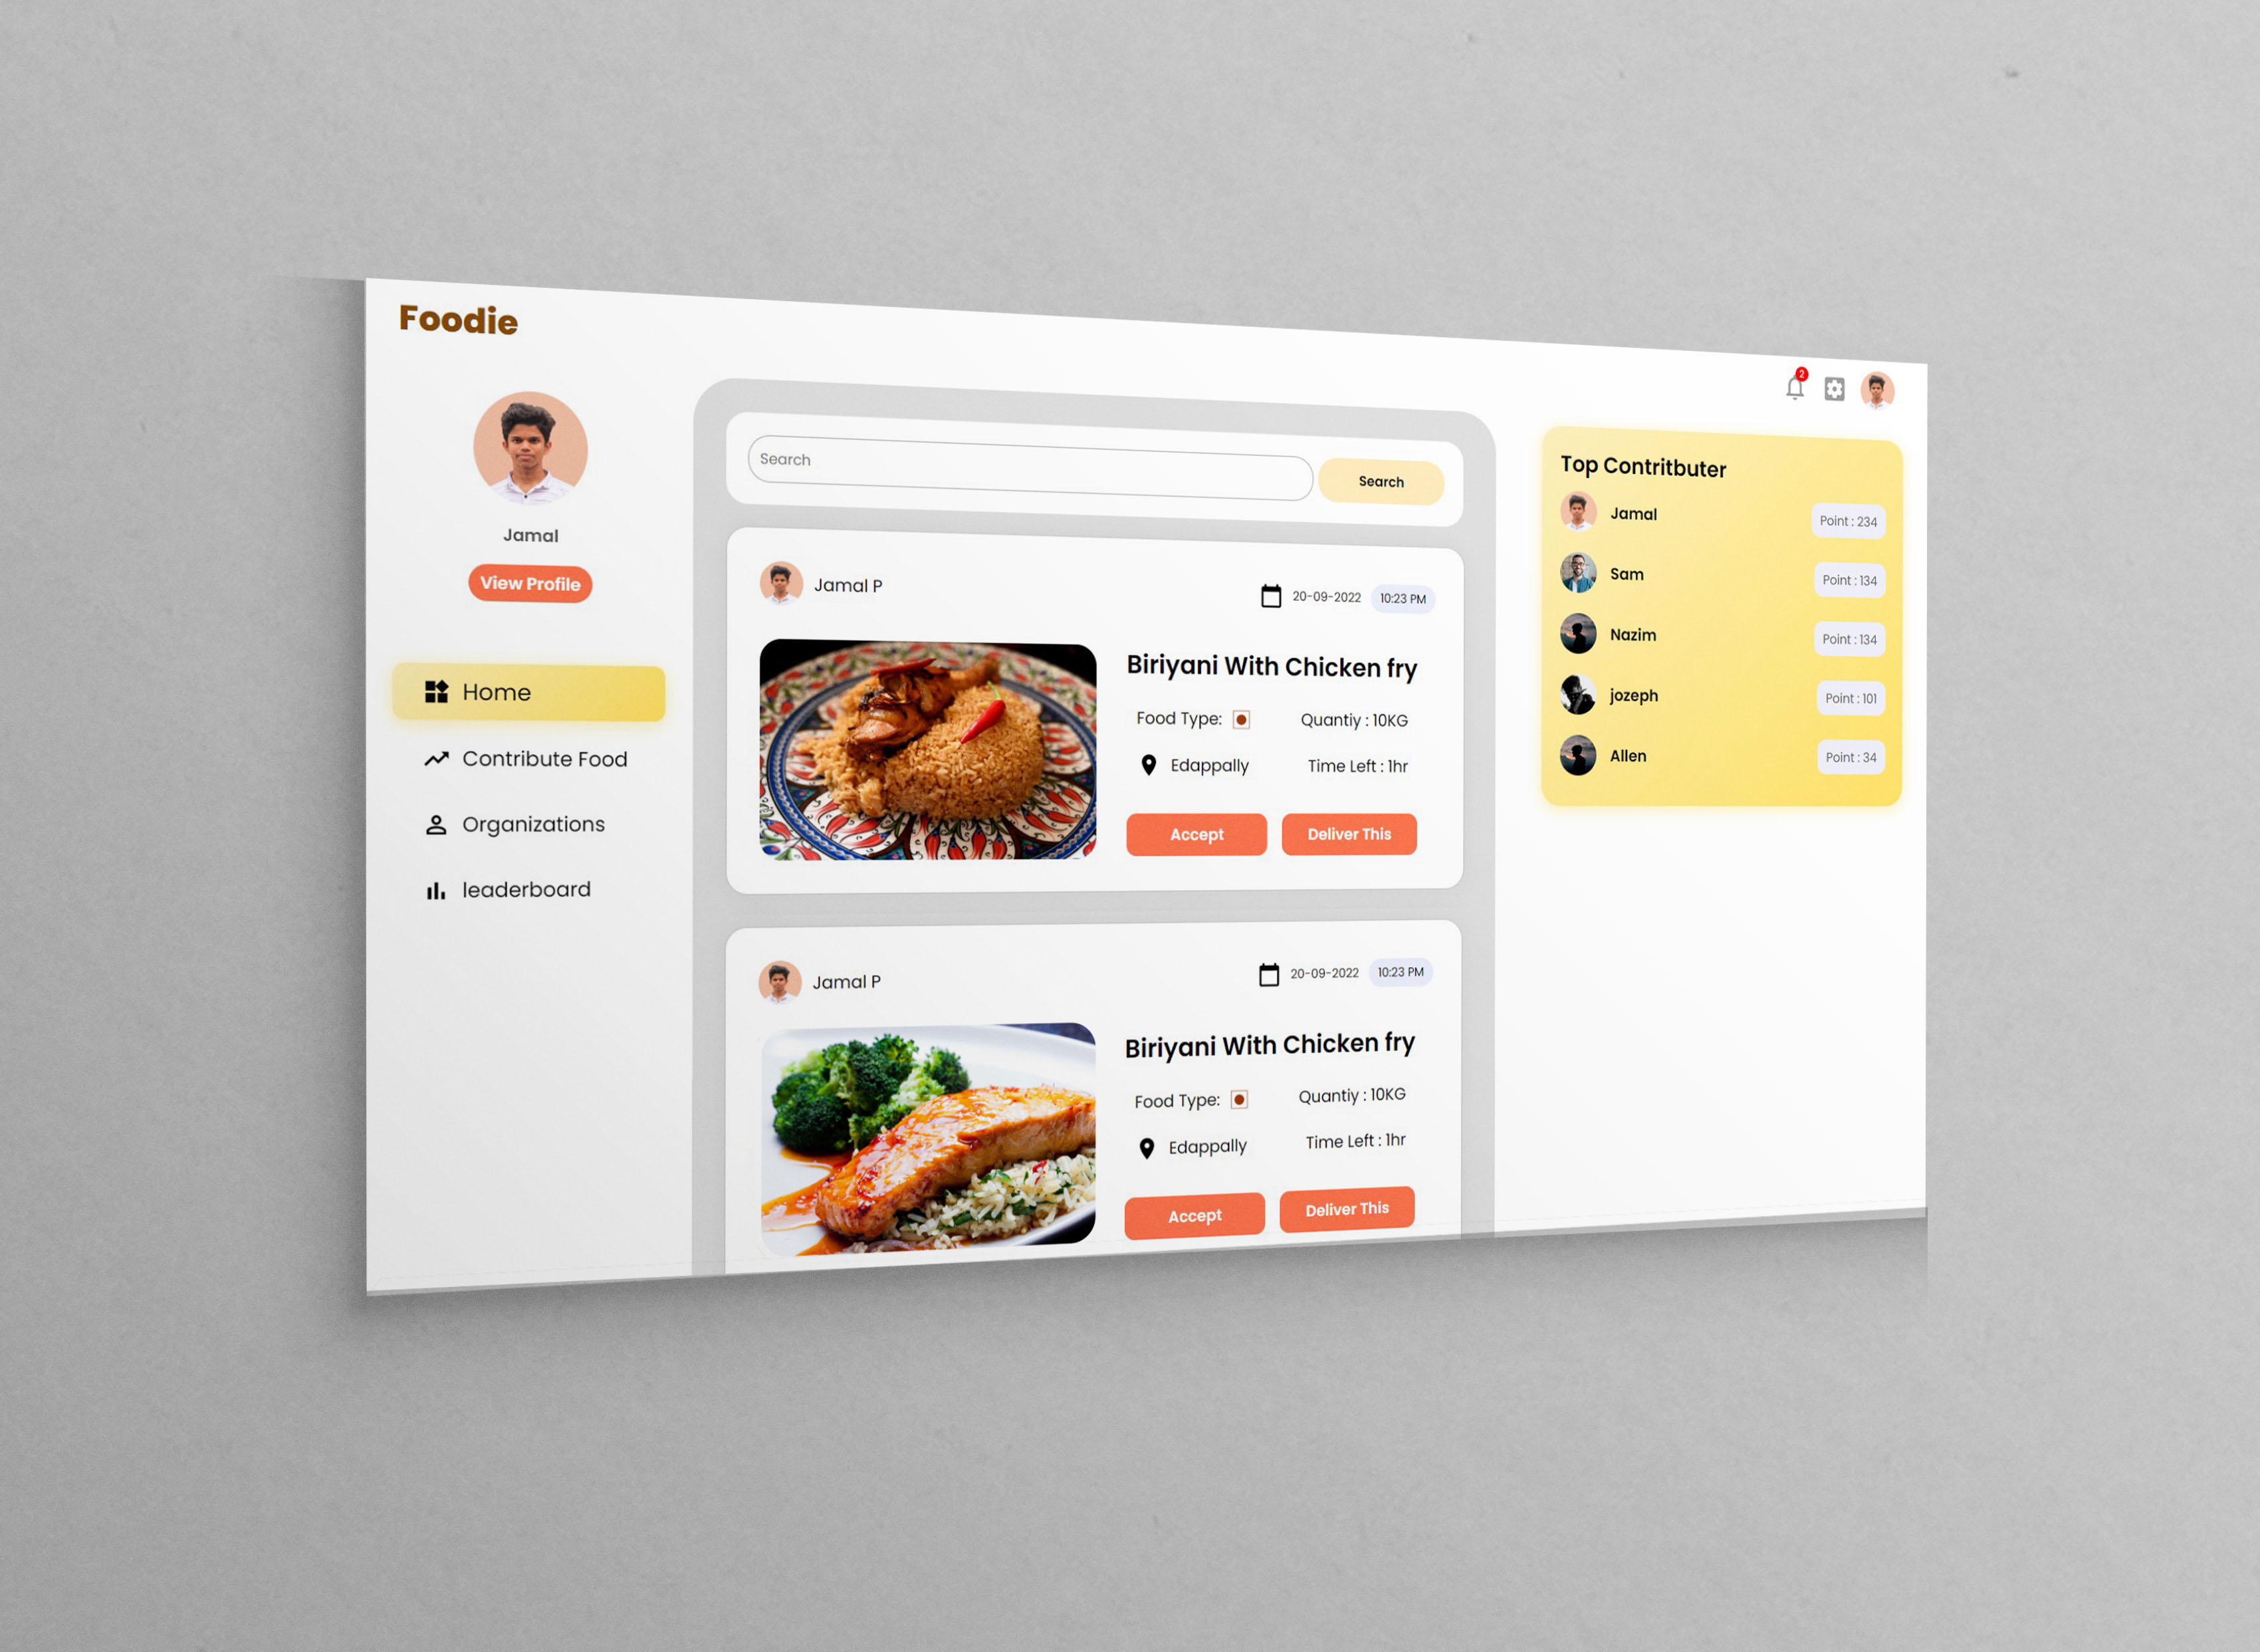 Foodie
2
Jamal
View Profile
Home
Contribute Food
Organizations
leaderboard
Search
Search
Jamal P
20-09-2022
10:23 PM
Biriyani With Chicken fry
Food Type:
Quantiy : 10KG
Edappally
Time Left : 1hr
Accept
Deliver This
Jamal P
20-09-2022
10:23 PM
Biriyani With Chicken fry
Food Type:
Quantiy : 10KG
Edappally
Time Left : 1hr
Accept
Deliver This
Top Contritbuter
Jamal
Point : 234
Sam
Point : 134
Nazim
Point : 134
jozeph
Point : 101
Allen
Point : 34